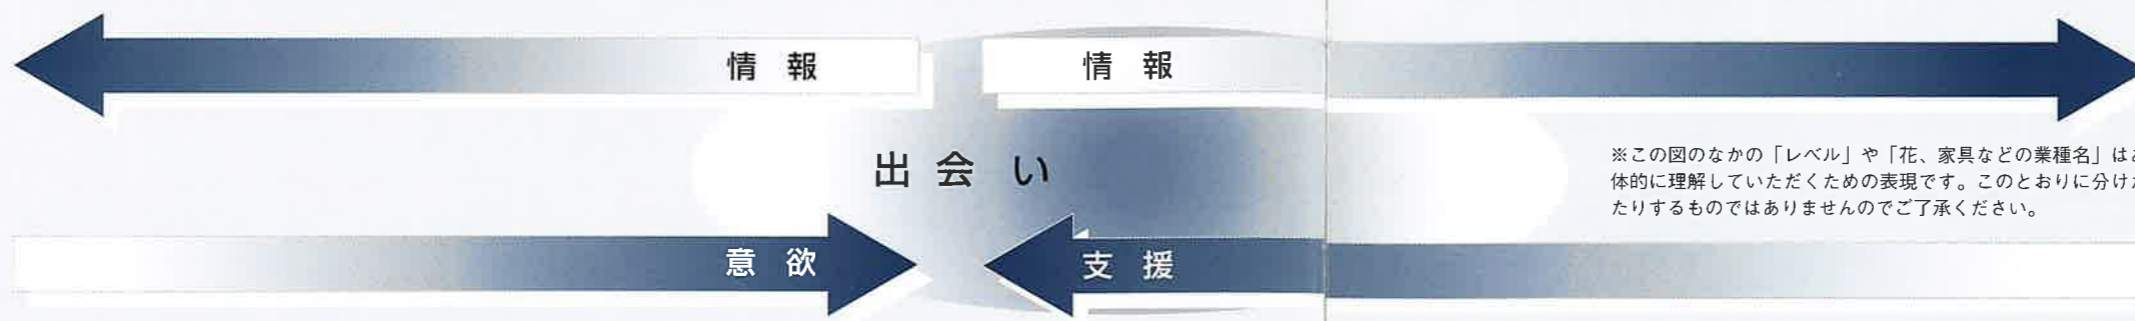 情報
情報
出会い
※この図のなかの「レベル」や「花、家具などの業種名」は
体的に理解していただくための表現です。このとおりに分け
たりするものではありませんのでご了承ください。
意欲
支援